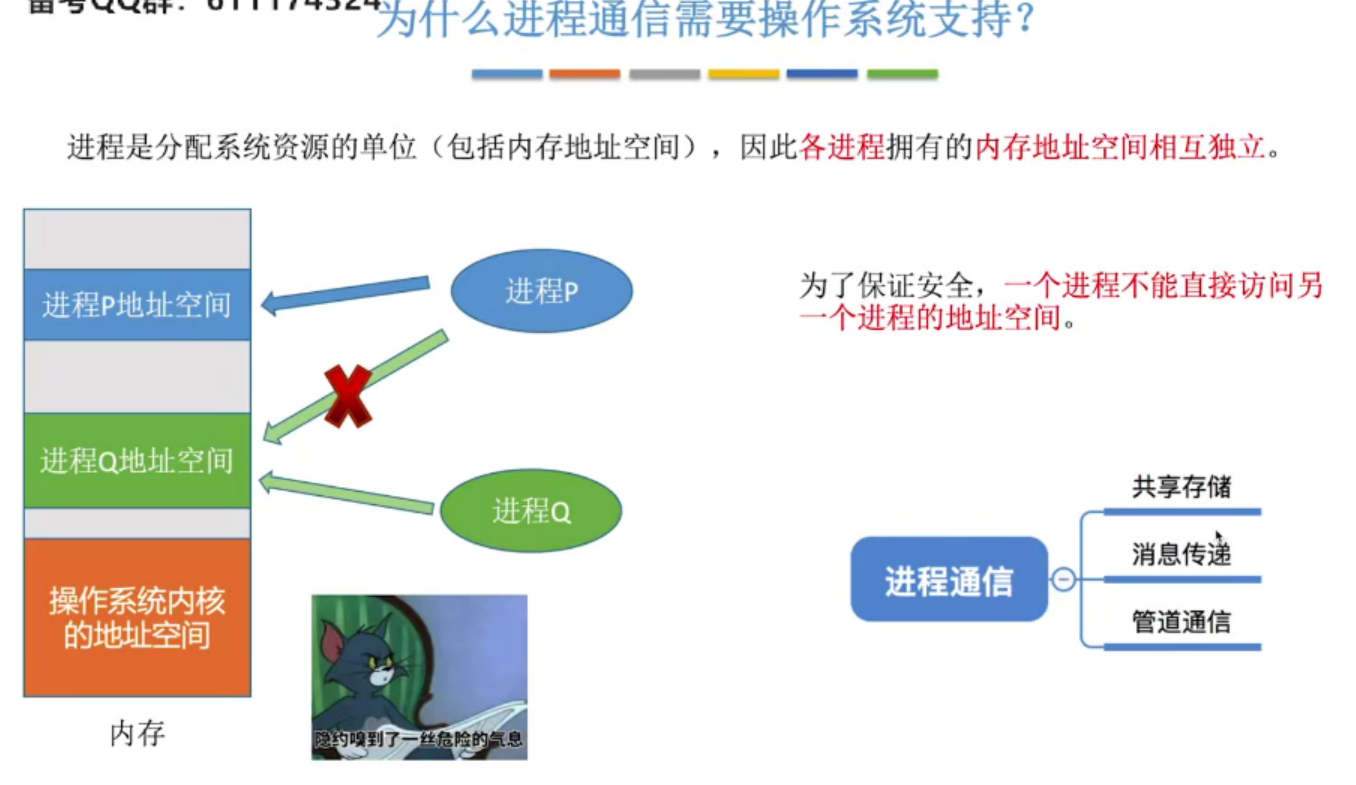 备考QQ群：611174324
为什么进程通信需要操作系统支持？
进程是分配系统资源的单位（包括内存地址空间），因此各进程拥有的内存地址空间相互独立。
进程P地址空间
进程P
为了保证安全，一个进程不能直接访问另
一个进程的地址空间。
进程Q地址空间
进程Q
操作系统内核
的地址空间
内存
隐约嗅到了一丝危险的气息
进程通信
共享存储
消息传递
管道通信